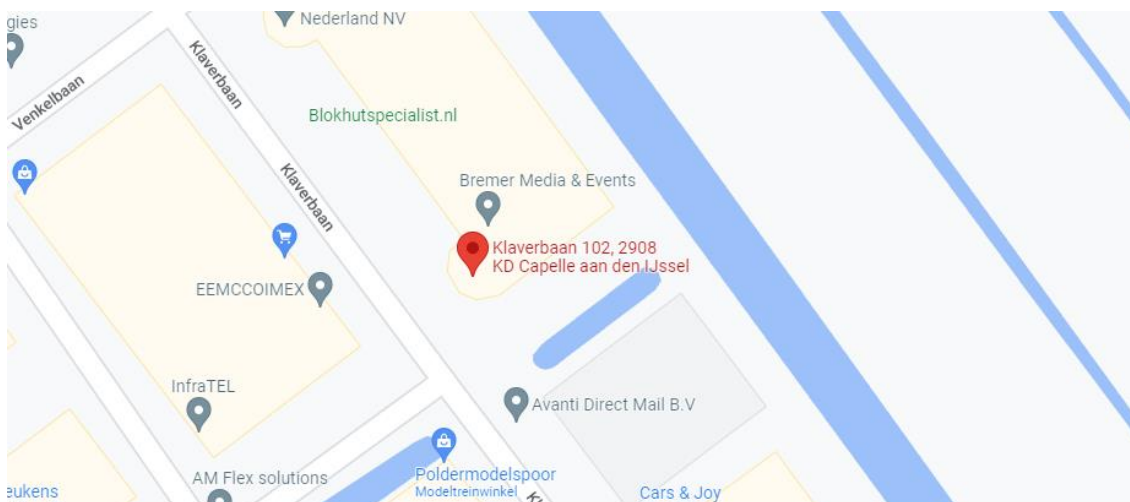 gies
Nederland NV
Klaverbaan
Venkelbaan
Blokhutspecialist.nl
Klaverbaan
Bremer Media & Events
Klaverbaan 102, 2908
KD Capelle aan den IJssel
EEMCCOIMEX
InfraTEL
Avanti Direct Mail B.V
AM Flex solutions
Poldermodelspoor
Modeltreinwinkel
eukens
Kl
Cars & Joy